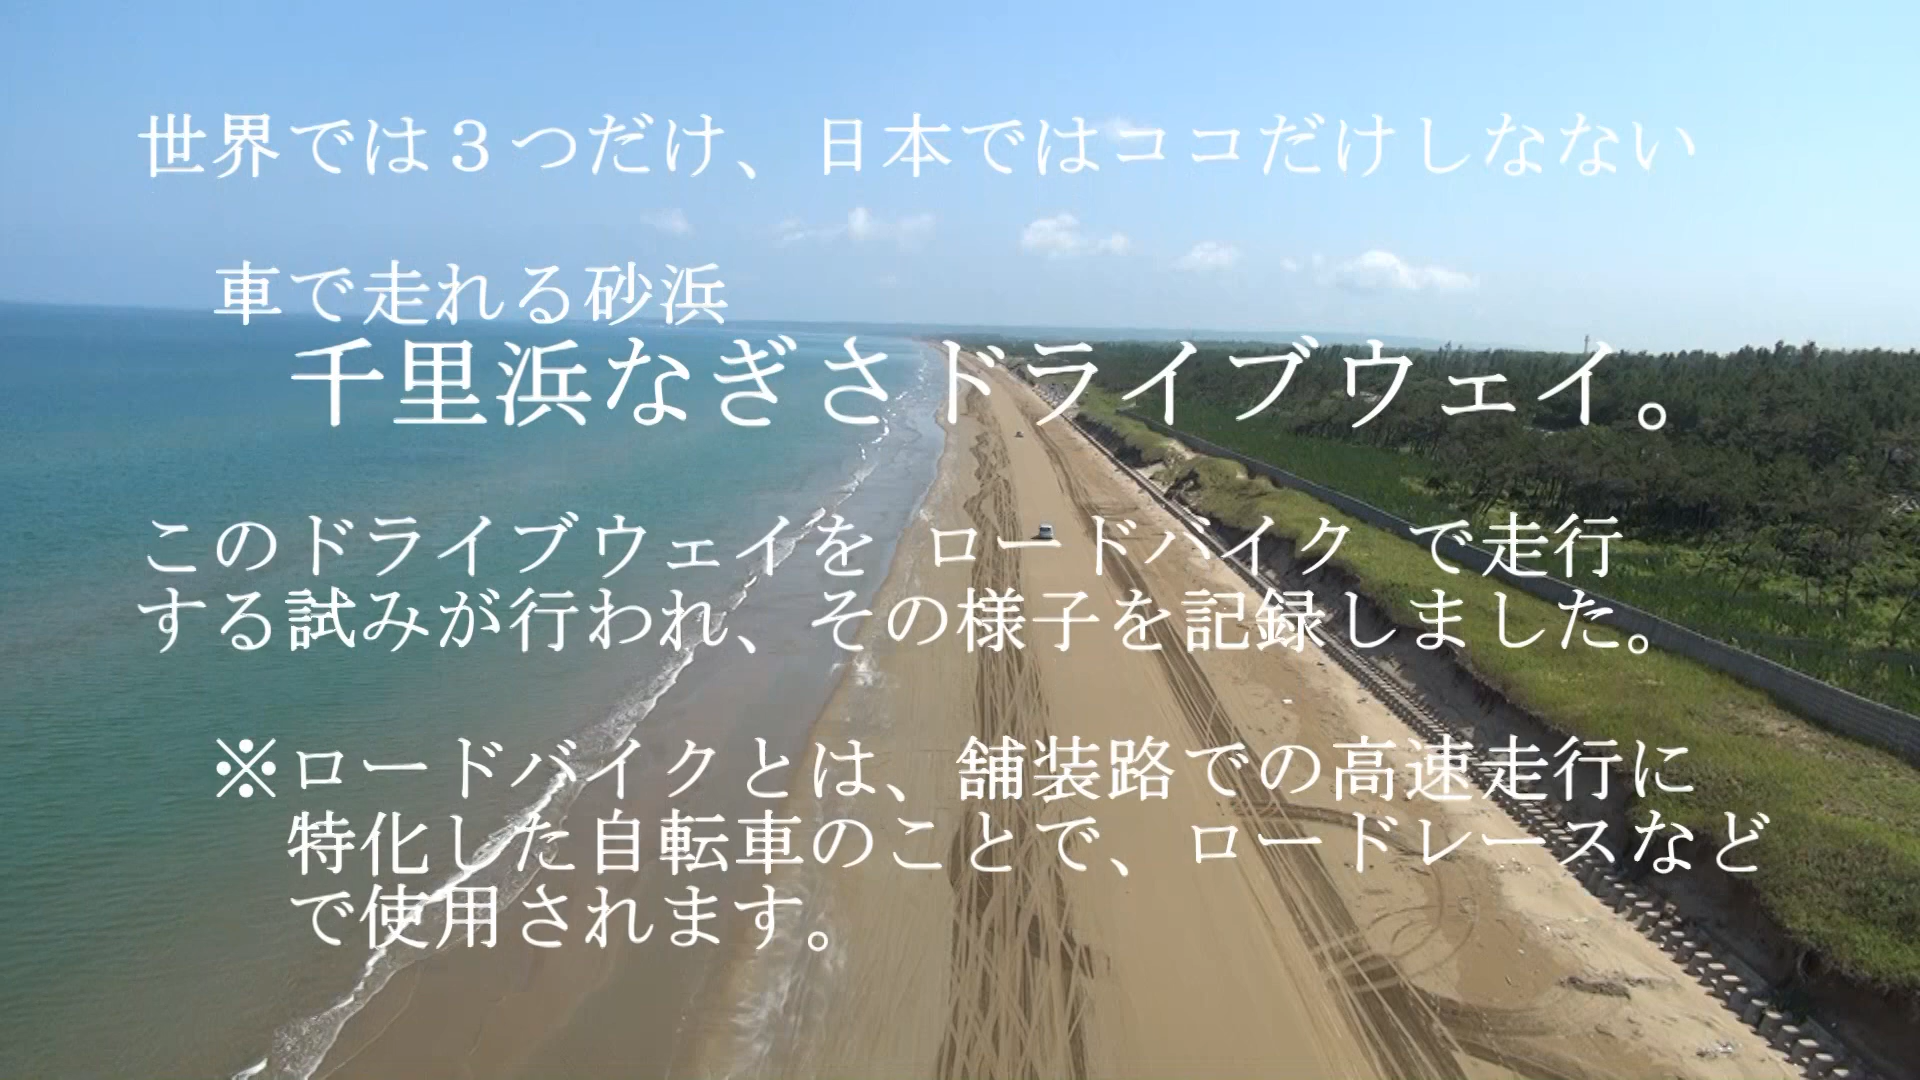 世界では３つだけ、日本ではココだけしなない
車で走れる砂浜
千里浜なぎさドライブウェイ。
このドライブウェイを ロードバイク で走行
する試みが行われ、その様子を記録しました。
※ロードバイクとは、舗装路での高速走行に
特化した自転車のことで、ロードレースなど
で使用されます。